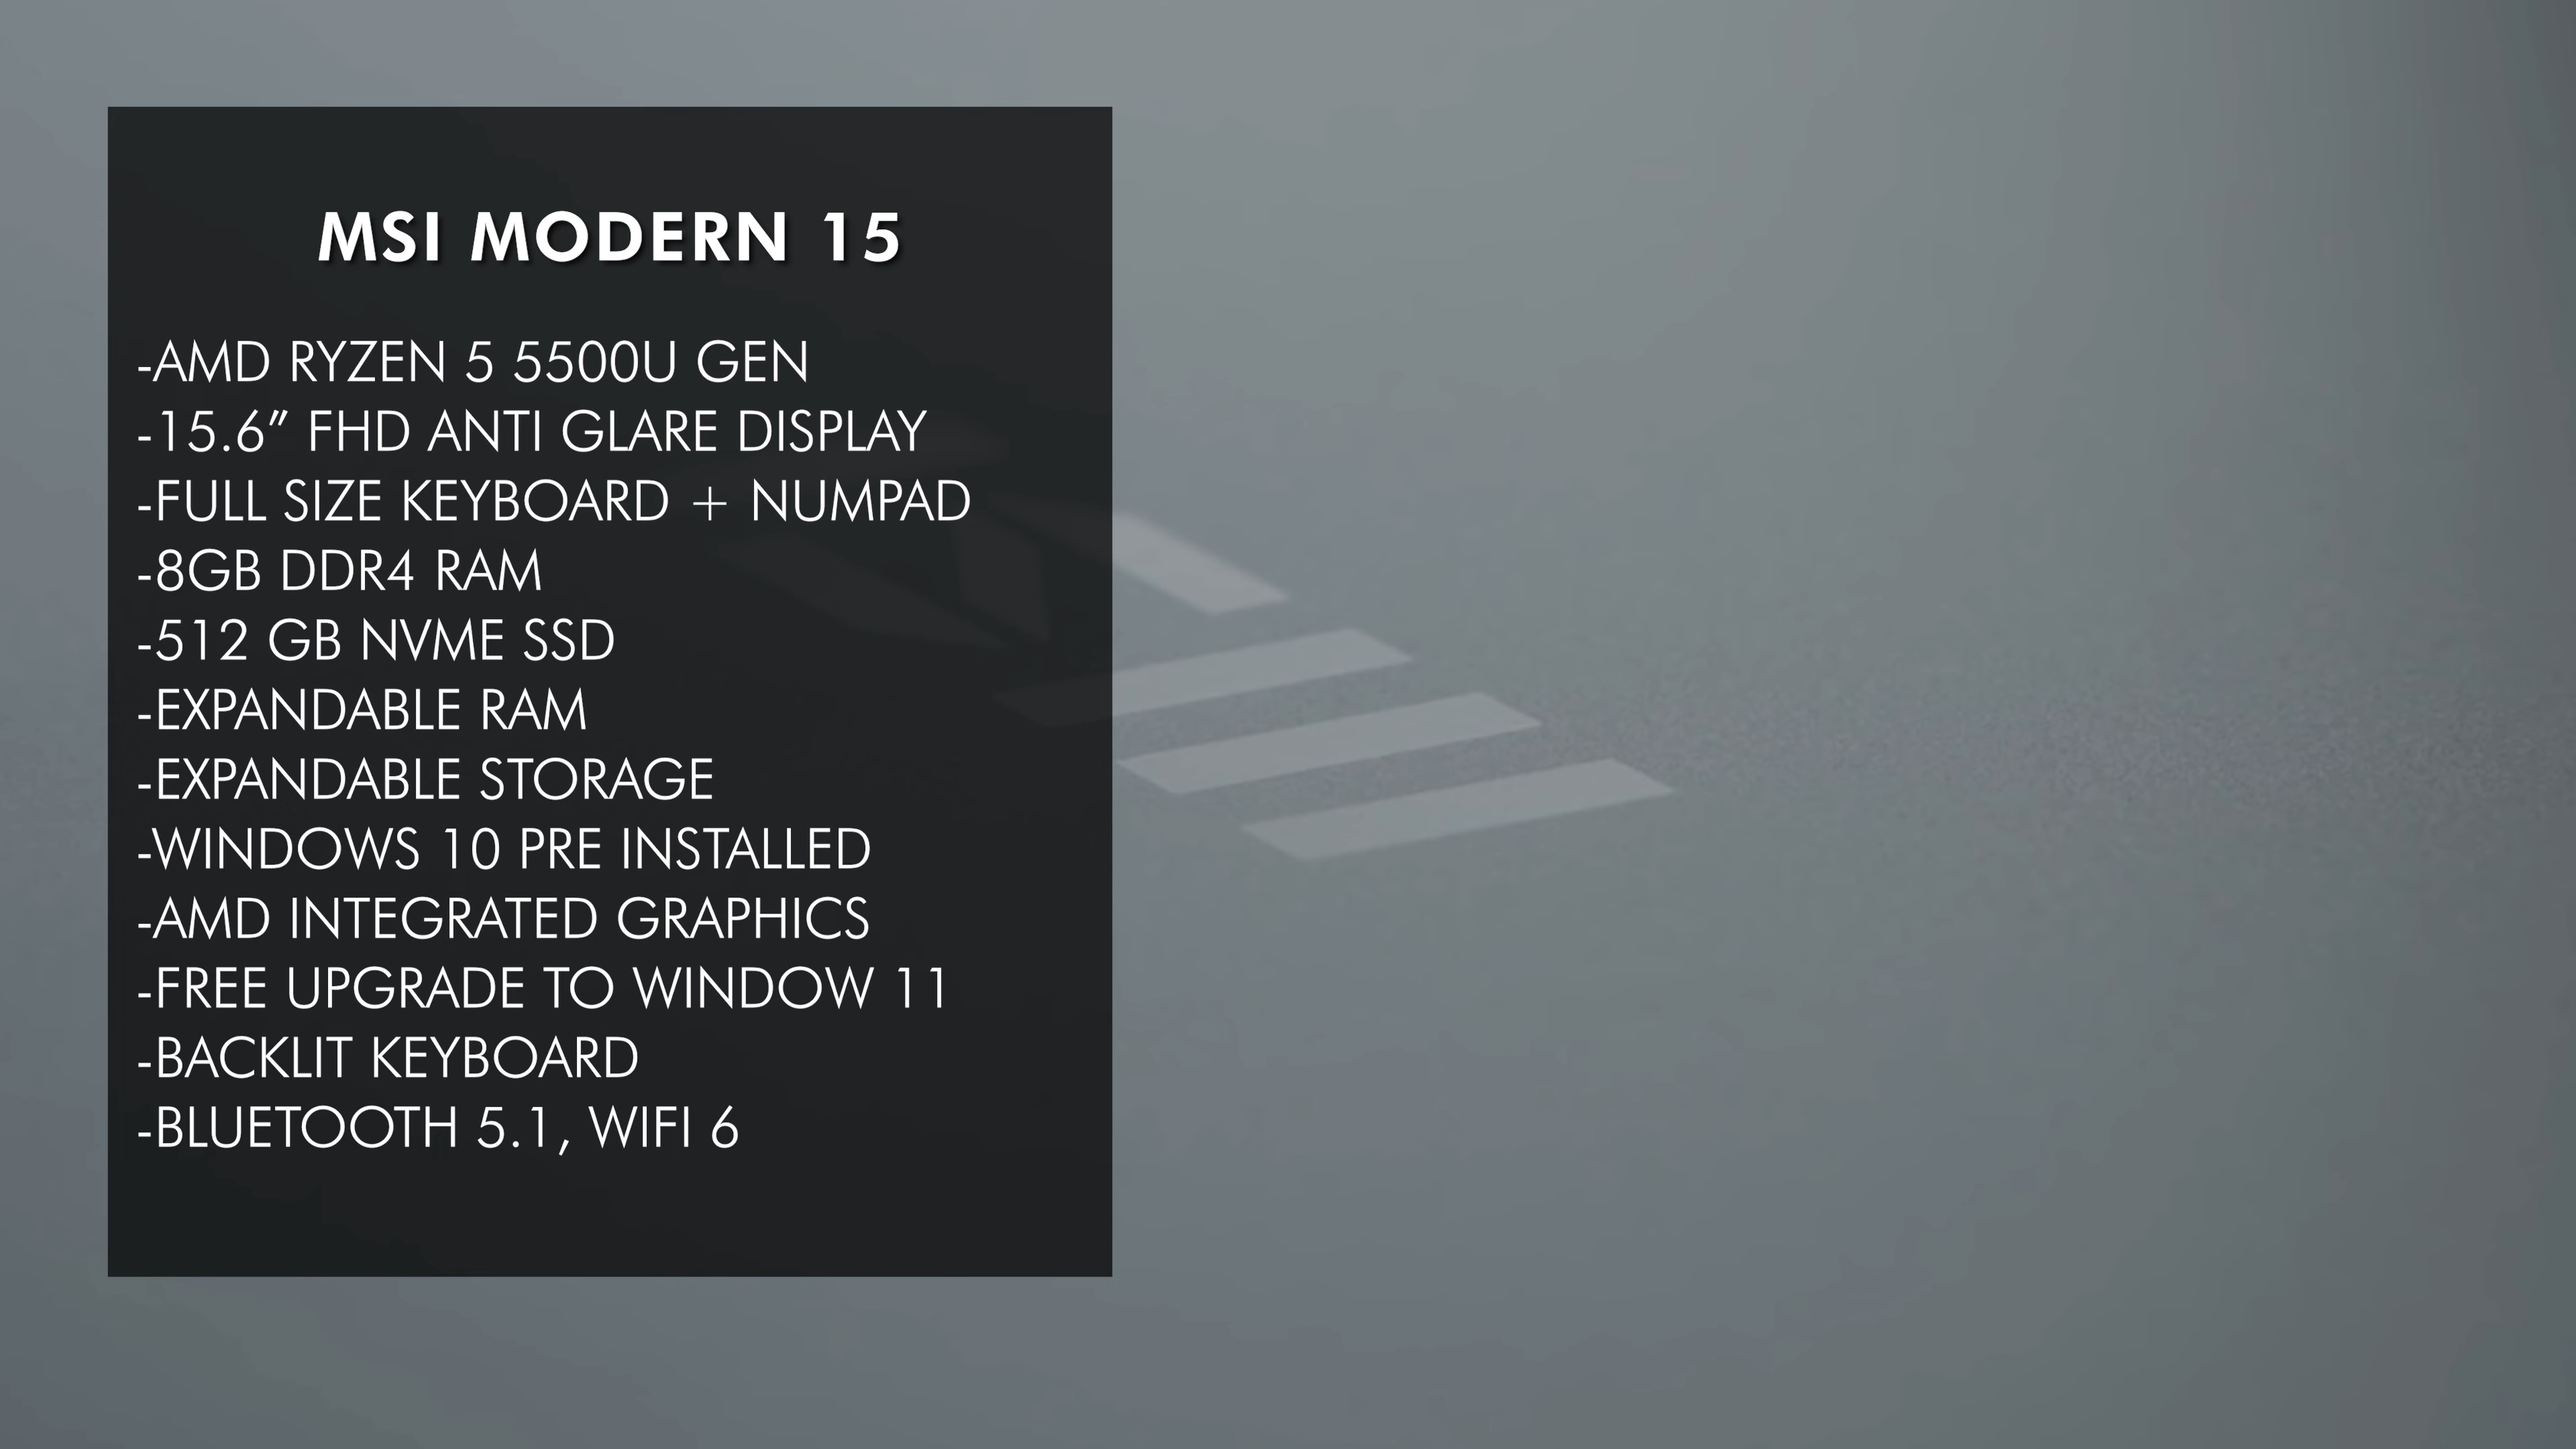 MSI MODERN 15
-AMD RYZEN 5 5500U GEN
-15.6” FHD ANTI GLARE DISPLAY
-FULL SIZE KEYBOARD + NUMPAD
-8GB DDR4 RAM
-512 GB NVME SSD
-EXPANDABLE RAM
-EXPANDABLE STORAGE
-WINDOWS 10 PRE INSTALLED
-AMD INTEGRATED GRAPHICS
-FREE UPGRADE TO WINDOW 11
-BACKLIT KEYBOARD
-BLUETOOTH 5.1, WIFI 6